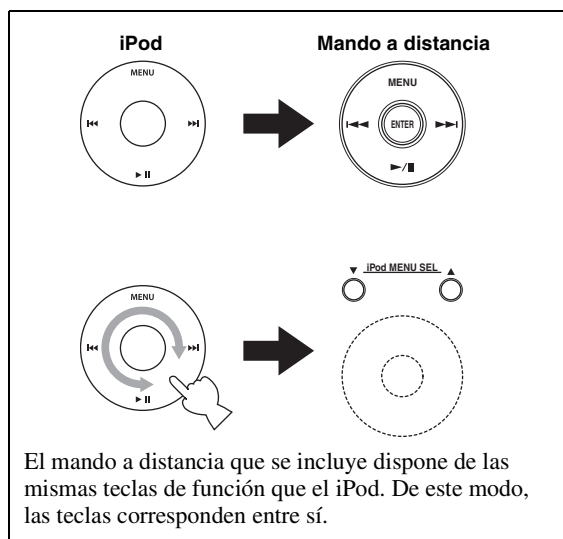 iPod
Mando a distancia
MENU
MENU
ENTER
iPod MENU SEL
MENU
El mando a distancia que se incluye dispone de las
mismas teclas de función que el iPod. De este modo,
las teclas corresponden entre sí.